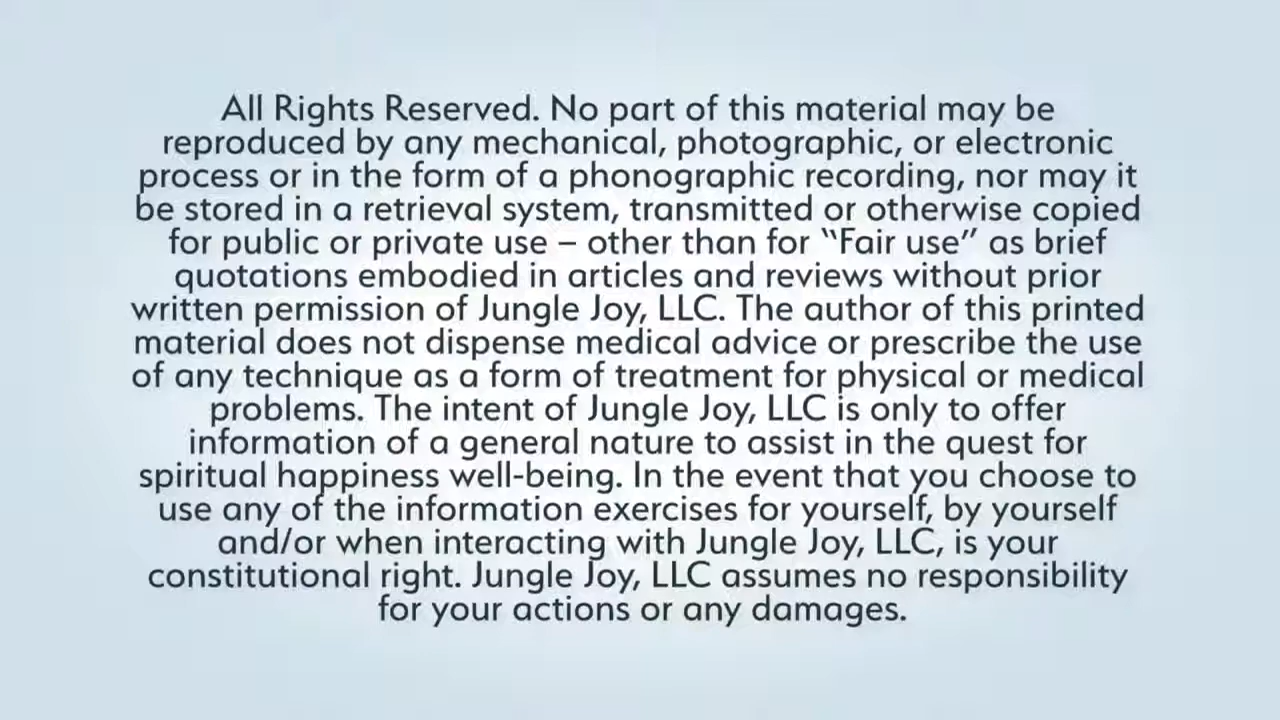 All Rights Reserved. No part of this material may be
reproduced by any mechanical, photographic, or electronic
process or in the form of a phonographic recording, nor may it
be stored in a retrieval system, transmitted or otherwise copied
for public or private use – other than for “Fair use” as brief
quotations embodied in articles and reviews without prior
written permission of Jungle Joy, LLC. The author of this printed
material does not dispense medical advice or prescribe the use
of any technique as a form of treatment for physical or medical
problems. The intent of Jungle Joy, LLC is only to offer
information of a general nature to assist in the quest for
spiritual happiness well-being. In the event that you choose to
use any of the information exercises for yourself, by yourself
and/or when interacting with Jungle Joy, LLC, is your
constitutional right. Jungle Joy, LLC assumes no responsibility
for your actions or any damages.